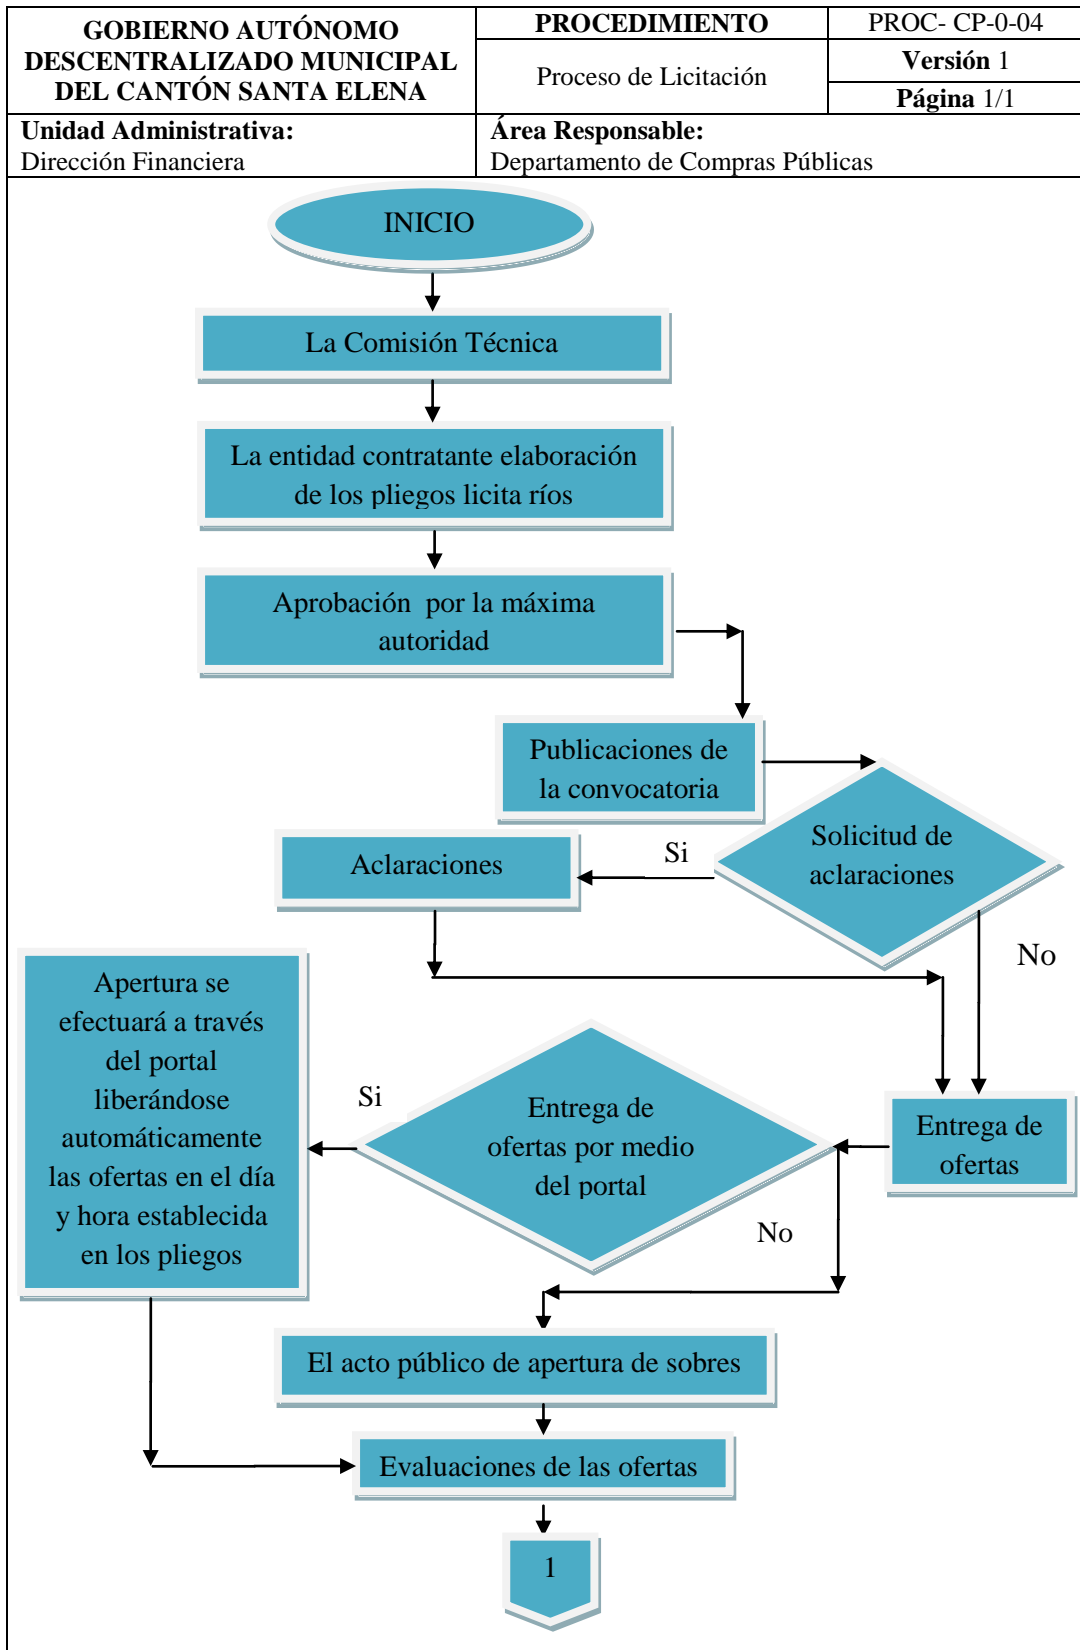 GOBIERNO AUTÓNOMO
DESCENTRALIZADO MUNICIPAL
DEL CANTÓN SANTA ELENA
PROCEDIMIENTO
Proceso de Licitación
PROC- CP-0-04
Versión 1
Página 1/1
Unidad Administrativa:
Dirección Financiera
Área Responsable:
Departamento de Compras Públicas
INICIO
La Comisión Técnica
La entidad contratante elaboración
de los pliegos licita ríos
Aprobación  por la máxima
autoridad
Publicaciones de
la convocatoria
Solicitud de
aclaraciones
Si
Aclaraciones
No
Entrega de
ofertas
Entrega de
ofertas por medio
del portal
Si
Apertura se
efectuará a través
del portal
liberándose
automáticamente
las ofertas en el día
y hora establecida
en los pliegos
No
El acto público de apertura de sobres
Evaluaciones de las ofertas
1